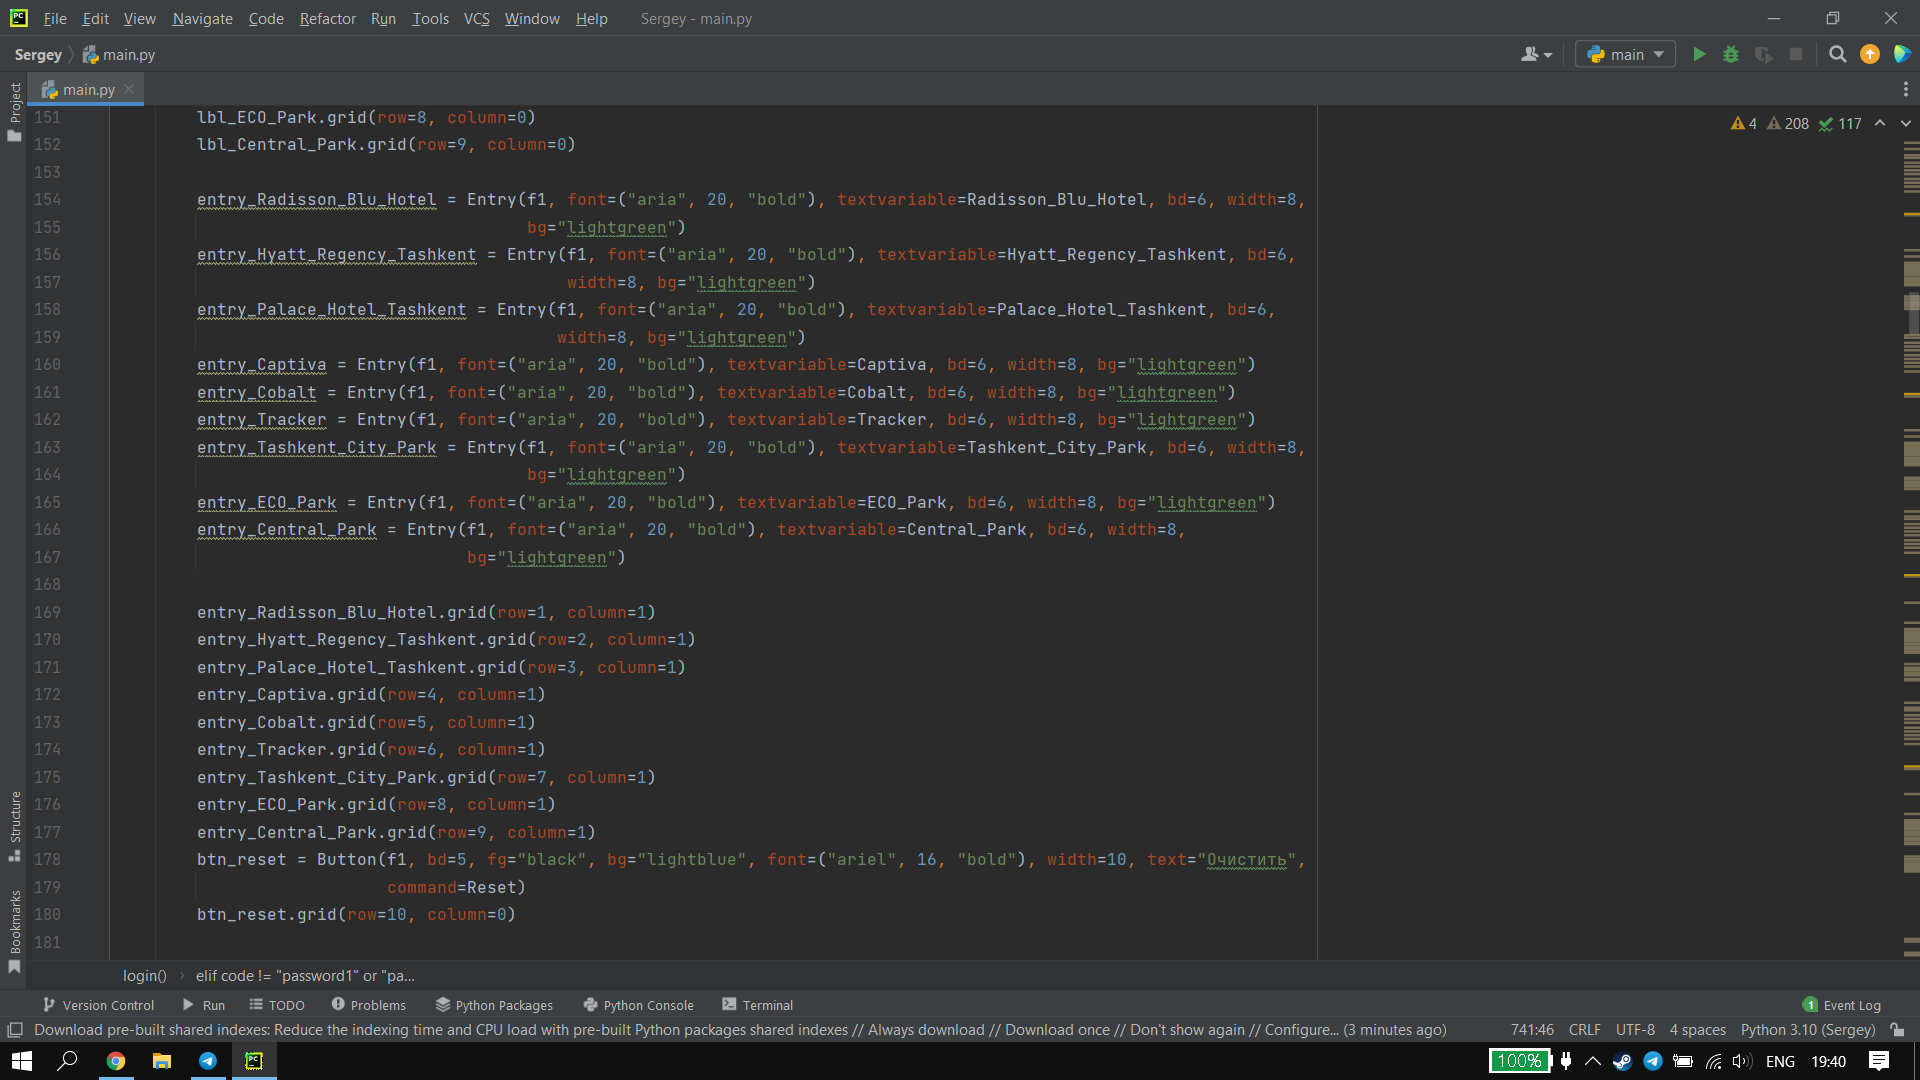 File Edit View Navigate Code Refactor Run Tools VCS Window Help Sergey - main.py
Sergey main.py main
Project main.py
4 208 117
151 lbl_ECO_Park.grid(row=8, column=0)
152 lbl_Central_Park.grid(row=9, column=0)
153
154 entry_Radisson_Blu_Hotel = Entry(f1, font=("aria", 20, "bold"), textvariable=Radisson_Blu_Hotel, bd=6, width=8,
155 bg="lightgreen")
156 entry_Hyatt_Regency_Tashkent = Entry(f1, font=("aria", 20, "bold"), textvariable=Hyatt_Regency_Tashkent, bd=6,
157 width=8, bg="lightgreen")
158 entry_Palace_Hotel_Tashkent = Entry(f1, font=("aria", 20, "bold"), textvariable=Palace_Hotel_Tashkent, bd=6,
159 width=8, bg="lightgreen")
160 entry_Captiva = Entry(f1, font=("aria", 20, "bold"), textvariable=Captiva, bd=6, width=8, bg="lightgreen")
161 entry_Cobalt = Entry(f1, font=("aria", 20, "bold"), textvariable=Cobalt, bd=6, width=8, bg="lightgreen")
162 entry_Tracker = Entry(f1, font=("aria", 20, "bold"), textvariable=Tracker, bd=6, width=8, bg="lightgreen")
163 entry_Tashkent_City_Park = Entry(f1, font=("aria", 20, "bold"), textvariable=Tashkent_City_Park, bd=6, width=8,
164 bg="lightgreen")
165 entry_ECO_Park = Entry(f1, font=("aria", 20, "bold"), textvariable=ECO_Park, bd=6, width=8, bg="lightgreen")
166 entry_Central_Park = Entry(f1, font=("aria", 20, "bold"), textvariable=Central_Park, bd=6, width=8,
167 bg="lightgreen")
168
169 entry_Radisson_Blu_Hotel.grid(row=1, column=1)
170 entry_Hyatt_Regency_Tashkent.grid(row=2, column=1)
171 entry_Palace_Hotel_Tashkent.grid(row=3, column=1)
172 entry_Captiva.grid(row=4, column=1)
173 entry_Cobalt.grid(row=5, column=1)
174 entry_Tracker.grid(row=6, column=1)
175 entry_Tashkent_City_Park.grid(row=7, column=1)
176 entry_ECO_Park.grid(row=8, column=1)
177 entry_Central_Park.grid(row=9, column=1)
178 btn_reset = Button(f1, bd=5, fg="black", bg="lightblue", font=("ariel", 16, "bold"), width=10, text="Очистить",
179 command=Reset)
180 btn_reset.grid(row=10, column=0)
181
Structure
Bookmarks
login() elif code != "password1" or "pa...
Version Control Run TODO Problems Python Packages Python Console Terminal 1 Event Log
Download pre-built shared indexes: Reduce the indexing time and CPU load with pre-built Python packages shared indexes // Always download // Download once // Don't show again // Configure... (3 minutes ago) 741:46 CRLF UTF-8 4 spaces Python 3.10 (Sergey)
100% ENG 19:40